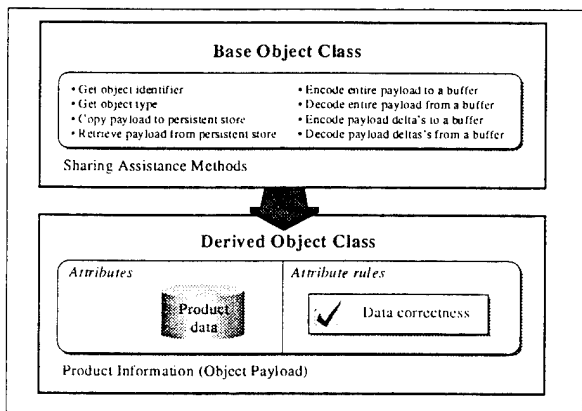 Base Object Class
• Get object identifier
• Get object type
• Copy payload to persistent store
• Retrieve payload from persistent store
• Encode entire payload to a buffer
• Decode entire payload from a buffer
• Encode payload delta's to a buffer
• Decode payload deltas's from a buffer
Sharing Assistance Methods
Derived Object Class
Attributes
Product
data
Attribute rules
Data correctness
Product Information (Object Payload)